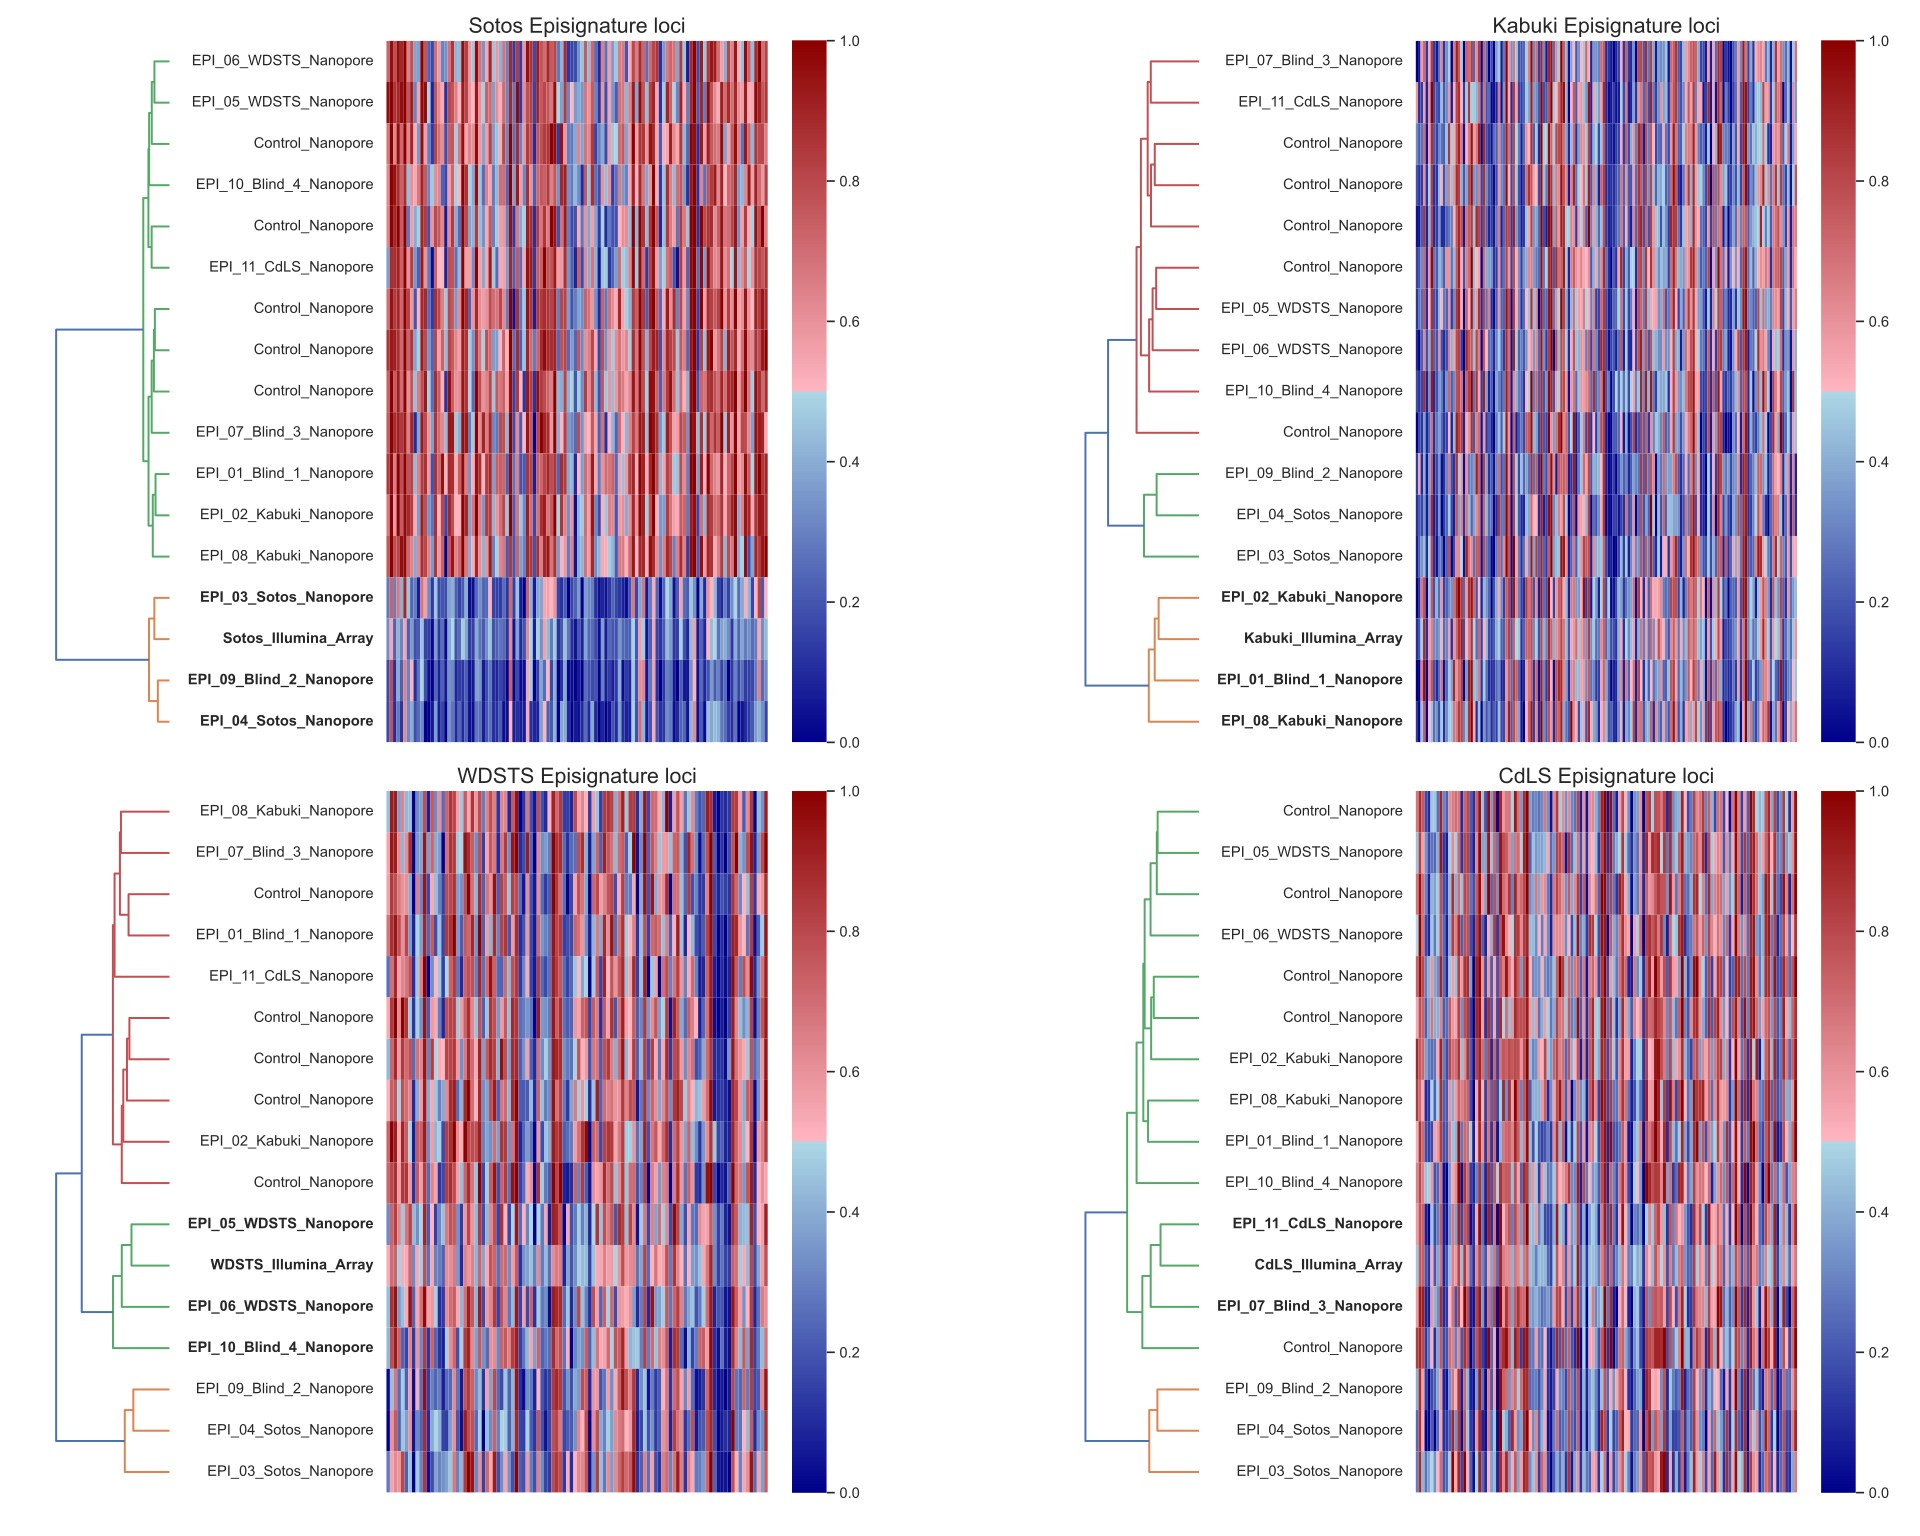 Sotos Episignature loci
EPI_06_WDSTS_Nanopore
EPI_05_WDSTS_Nanopore
Control_Nanopore
EPI_10_Blind_4_Nanopore
Control_Nanopore
EPI_11_CdLS_Nanopore
Control_Nanopore
Control_Nanopore
Control_Nanopore
EPI_07_Blind_3_Nanopore
EPI_01_Blind_1_Nanopore
EPI_02_Kabuki_Nanopore
EPI_08_Kabuki_Nanopore
EPI_03_Sotos_Nanopore
Sotos_Illumina_Array
EPI_09_Blind_2_Nanopore
EPI_04_Sotos_Nanopore
1.0
0.8
0.6
0.4
0.2
0.0
Kabuki Episignature loci
EPI_07_Blind_3_Nanopore
EPI_11_CdLS_Nanopore
Control_Nanopore
Control_Nanopore
Control_Nanopore
Control_Nanopore
EPI_05_WDSTS_Nanopore
EPI_06_WDSTS_Nanopore
EPI_10_Blind_4_Nanopore
Control_Nanopore
EPI_09_Blind_2_Nanopore
EPI_04_Sotos_Nanopore
EPI_03_Sotos_Nanopore
EPI_02_Kabuki_Nanopore
Kabuki_Illumina_Array
EPI_01_Blind_1_Nanopore
EPI_08_Kabuki_Nanopore
1.0
0.8
0.6
0.4
0.2
0.0
WDSTS Episignature loci
EPI_08_Kabuki_Nanopore
EPI_07_Blind_3_Nanopore
Control_Nanopore
EPI_01_Blind_1_Nanopore
EPI_11_CdLS_Nanopore
Control_Nanopore
Control_Nanopore
Control_Nanopore
EPI_02_Kabuki_Nanopore
Control_Nanopore
EPI_05_WDSTS_Nanopore
WDSTS_Illumina_Array
EPI_06_WDSTS_Nanopore
EPI_10_Blind_4_Nanopore
EPI_09_Blind_2_Nanopore
EPI_04_Sotos_Nanopore
EPI_03_Sotos_Nanopore
1.0
0.8
0.6
0.4
0.2
0.0
CdLS Episignature loci
Control_Nanopore
EPI_05_WDSTS_Nanopore
Control_Nanopore
EPI_06_WDSTS_Nanopore
Control_Nanopore
Control_Nanopore
EPI_02_Kabuki_Nanopore
EPI_08_Kabuki_Nanopore
EPI_01_Blind_1_Nanopore
EPI_10_Blind_4_Nanopore
EPI_11_CdLS_Nanopore
CdLS_Illumina_Array
EPI_07_Blind_3_Nanopore
Control_Nanopore
EPI_09_Blind_2_Nanopore
EPI_04_Sotos_Nanopore
EPI_03_Sotos_Nanopore
1.0
0.8
0.6
0.4
0.2
0.0